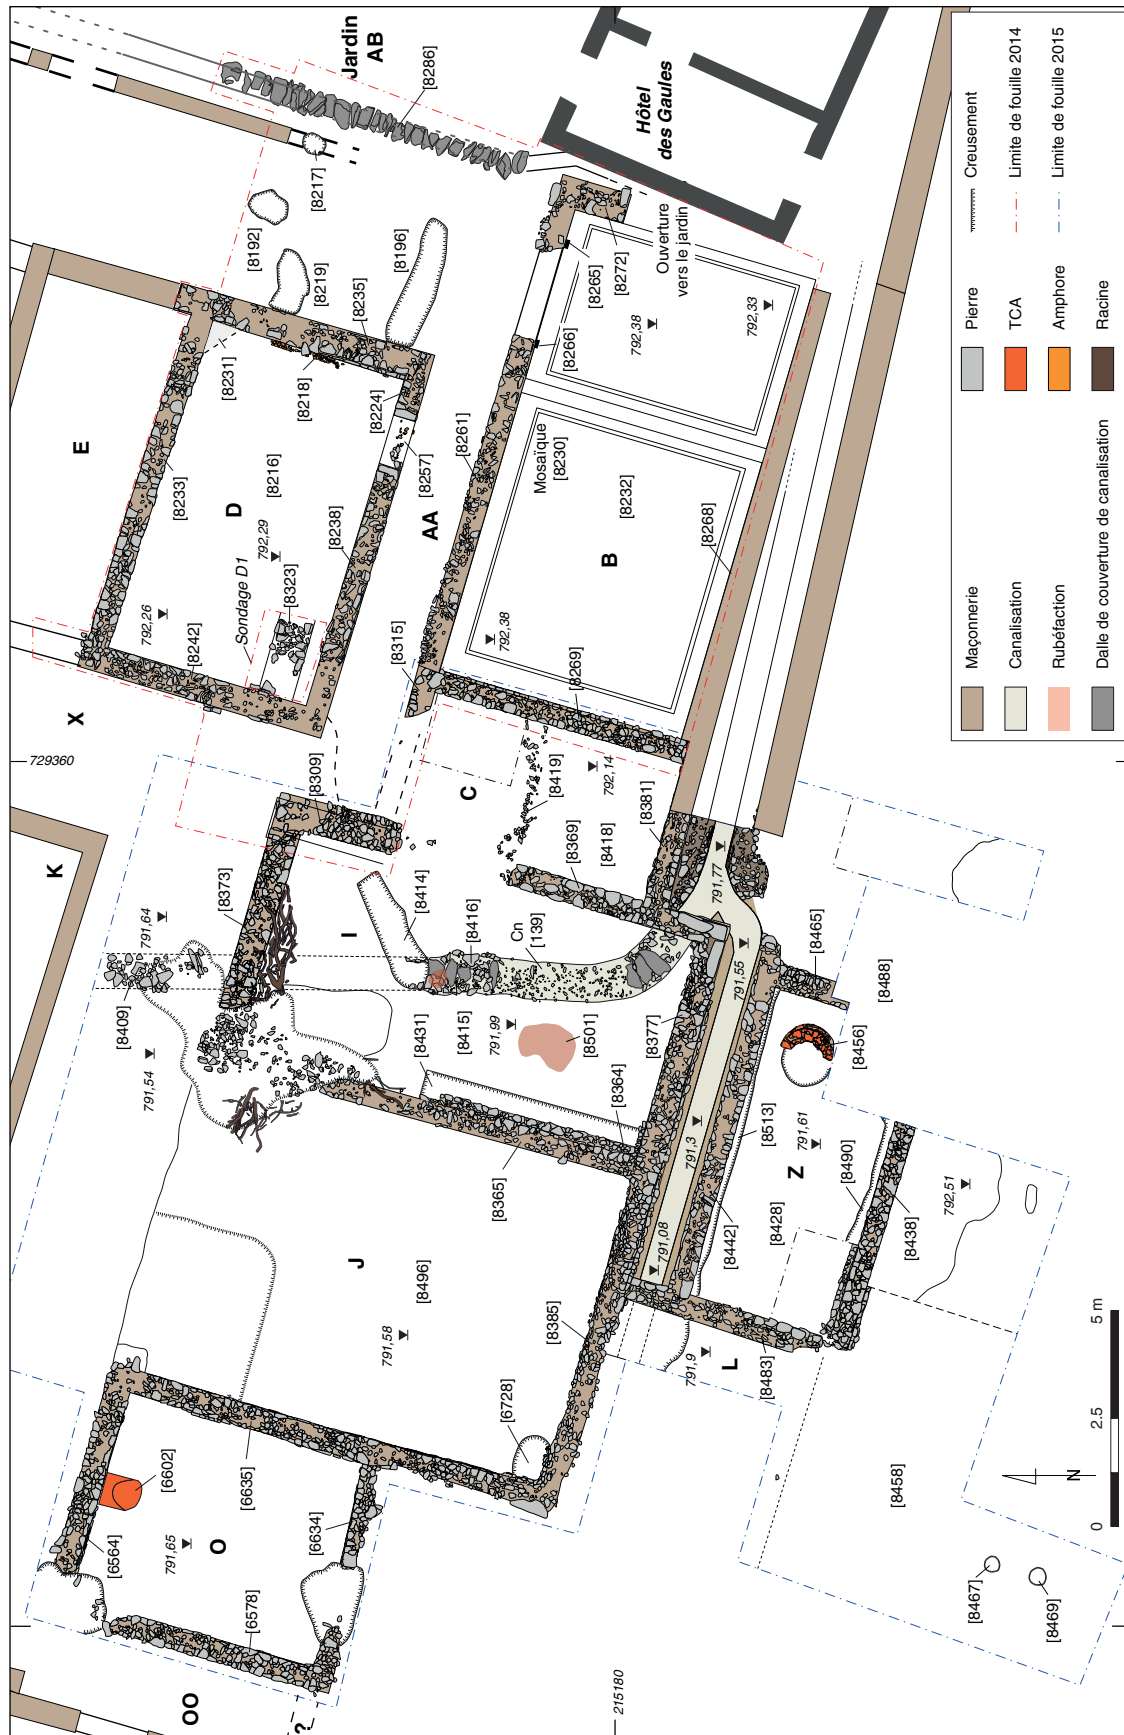 Jardin
AB
[8286]
Hôtel
des Gaules
[8217]
[8192]
[8219]
[8196]
[8235]
E
[8233]
[8231]
[8218]
[8224]
D
[8216]
792,29
792,26
[8238]
[8257]
AA
[8261]
[8242]
Sondage D1
[8323]
X
[8265]
[8272]
Ouverture
vers le jardin
[8266]
792,38
792,33
Mosaïque
[8230]
[8232]
B
792,38
[8268]
[8315]
[8269]
729360
[8309]
C
[8419]
792,14
[8418]
[8369]
[8381]
K
791,64
[8373]
I
[8414]
[8416]
Cn
[139]
791,77
[8409]
791,54
[8431]
[8415]
791,99
[8501]
[8377]
791,55
[8465]
[8488]
[8364]
[8456]
[8365]
791,3
[8513]
791,61
Z
[8490]
J
[8496]
791,58
[8385]
791,08
[8442]
[8428]
[8438]
792,51
791,9
L
[8483]
[6728]
[6602]
[6635]
[6564]
791,65
O
[6634]
[6578]
[8458]
[8467]
[8469]
OO
?
215180
N
0 2.5 5 m
Maçonnerie
Canalisation
Rubéfaction
Dalle de couverture de canalisation
Pierre
TCA
Amphore
Racine
Creusement
Limite de fouille 2014
Limite de fouille 2015